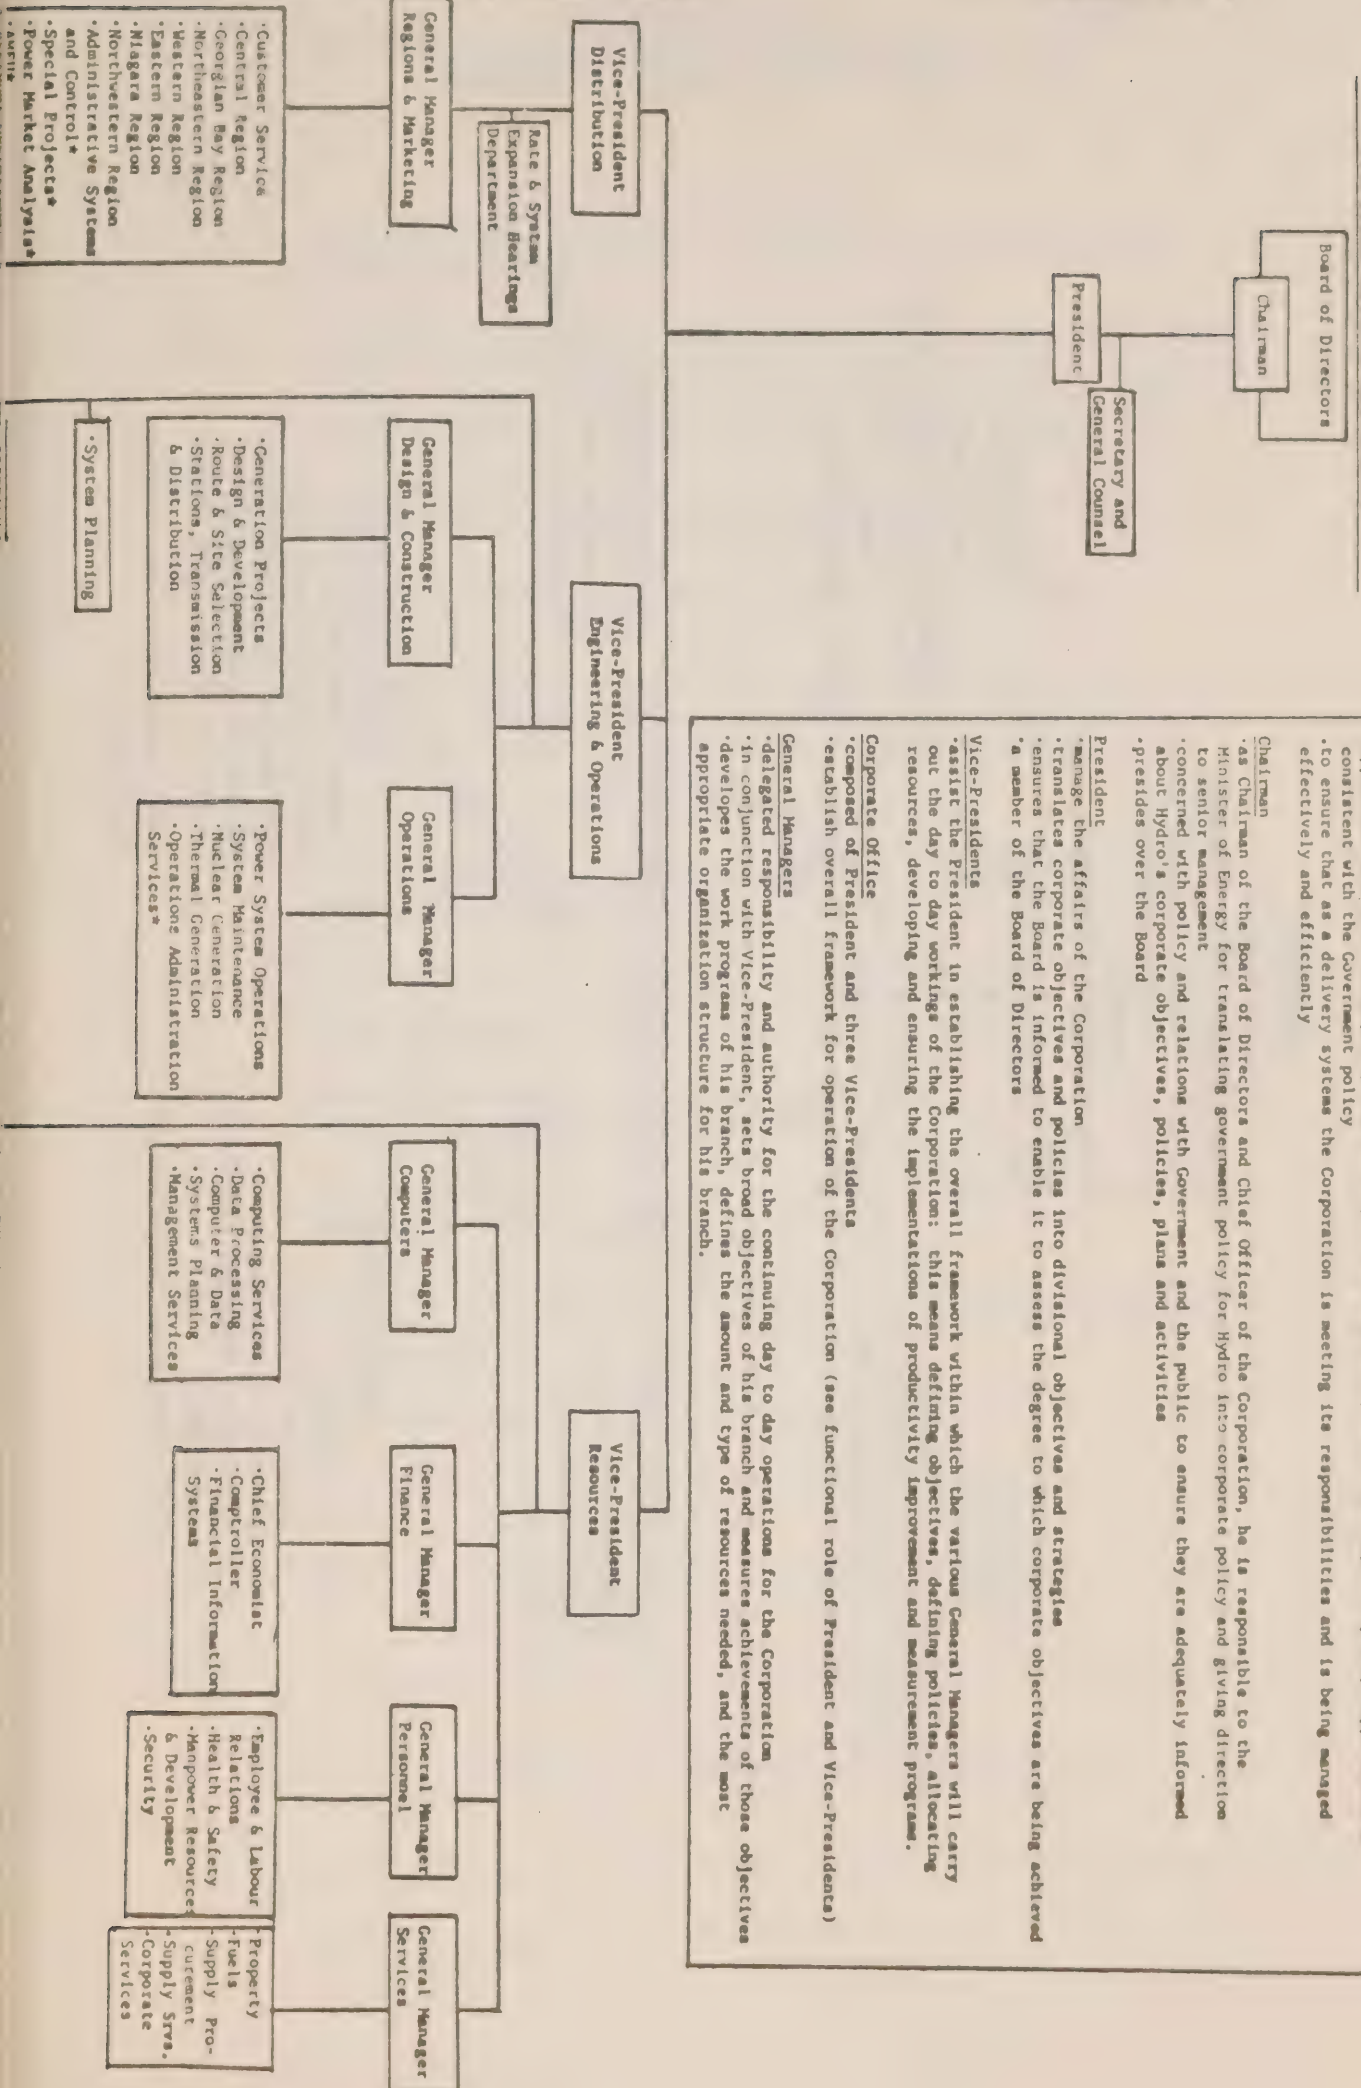 Board of Directors
Chairman
Secretary and
General Counsel
President
consistent with the Government policy
·to ensure that as a delivery systems the Corporation is meeting its responsibilities and is being managed
effectively and efficiently
Chairman
·as Chairman of the Board of Directors and Chief Officer of the Corporation, he is responsible to the
Minister of Energy for translating government policy for Hydro into corporate policy and giving direction
to senior management
·concerned with policy and relations with Government and the public to ensure they are adequately informed
about Hydro's corporate objectives, policies, plans and activities
·presides over the Board
President
·manage the affairs of the Corporation
·translates corporate objectives and policies into divisional objectives and strategies
·ensures that the Board is informed to enable it to assess the degree to which corporate objectives are being achieved
·a member of the Board of Directors
Vice-Presidents
·assist the President in establishing the overall framework within which the various General Managers will carry
out the day to day workings of the Corporation: this means defining objectives, defining policies, allocating
resources, developing and ensuring the implementations of productivity improvement and measurement programs.
Corporate Office
·composed of President and three Vice-Presidents
·establish overall framework for operation of the Corporation (see functional role of President and Vice-Presidents)
General Managers
·delegated responsibility and authority for the continuing day to day operations for the Corporation
·in conjunction with Vice-President, sets broad objectives of his branch and measures achievements of those objectives
·developes the work programs of his branch, defines the amount and type of resources needed, and the most
appropriate organization structure for his branch.
Vice-President
Distribution
Vice-President
Engineering & Operations
Vice-President
Resources
Rate & System
Expansion Hearings
Department
General Manager
Regions & Marketing
General Manager
Design & Construction
General Manager
Operations
General Manager
Computers
General Manager
Finance
General Manager
Personnel
General Manager
Services
·Customer Service
·Central Region
·Georgian Bay Region
·Northeastern Region
·Western Region
·Eastern Region
·Niagara Region
·Northwestern Region
·Administrative Systems
and Control*
·Special Projects*
·Power Market Analysis*
·Generation Projects
·Design & Development
·Route & Site Selection
·Stations, Transmission
& Distribution
·System Planning
·Power System Operations
·System Maintenance
·Nuclear Generation
·Thermal Generation
·Operations Administration
Services*
·Computing Services
·Data Processing
·Computer & Data
·Systems Planning
·Management Services
·Chief Economist
·Comptroller
·Financial Information
Systems
·Employee & Labour
Relations
·Health & Safety
·Manpower Resources
& Development
·Security
·Property
·Fuels
·Supply Pro-
curement
·Supply Srvs.
·Corporate
Services